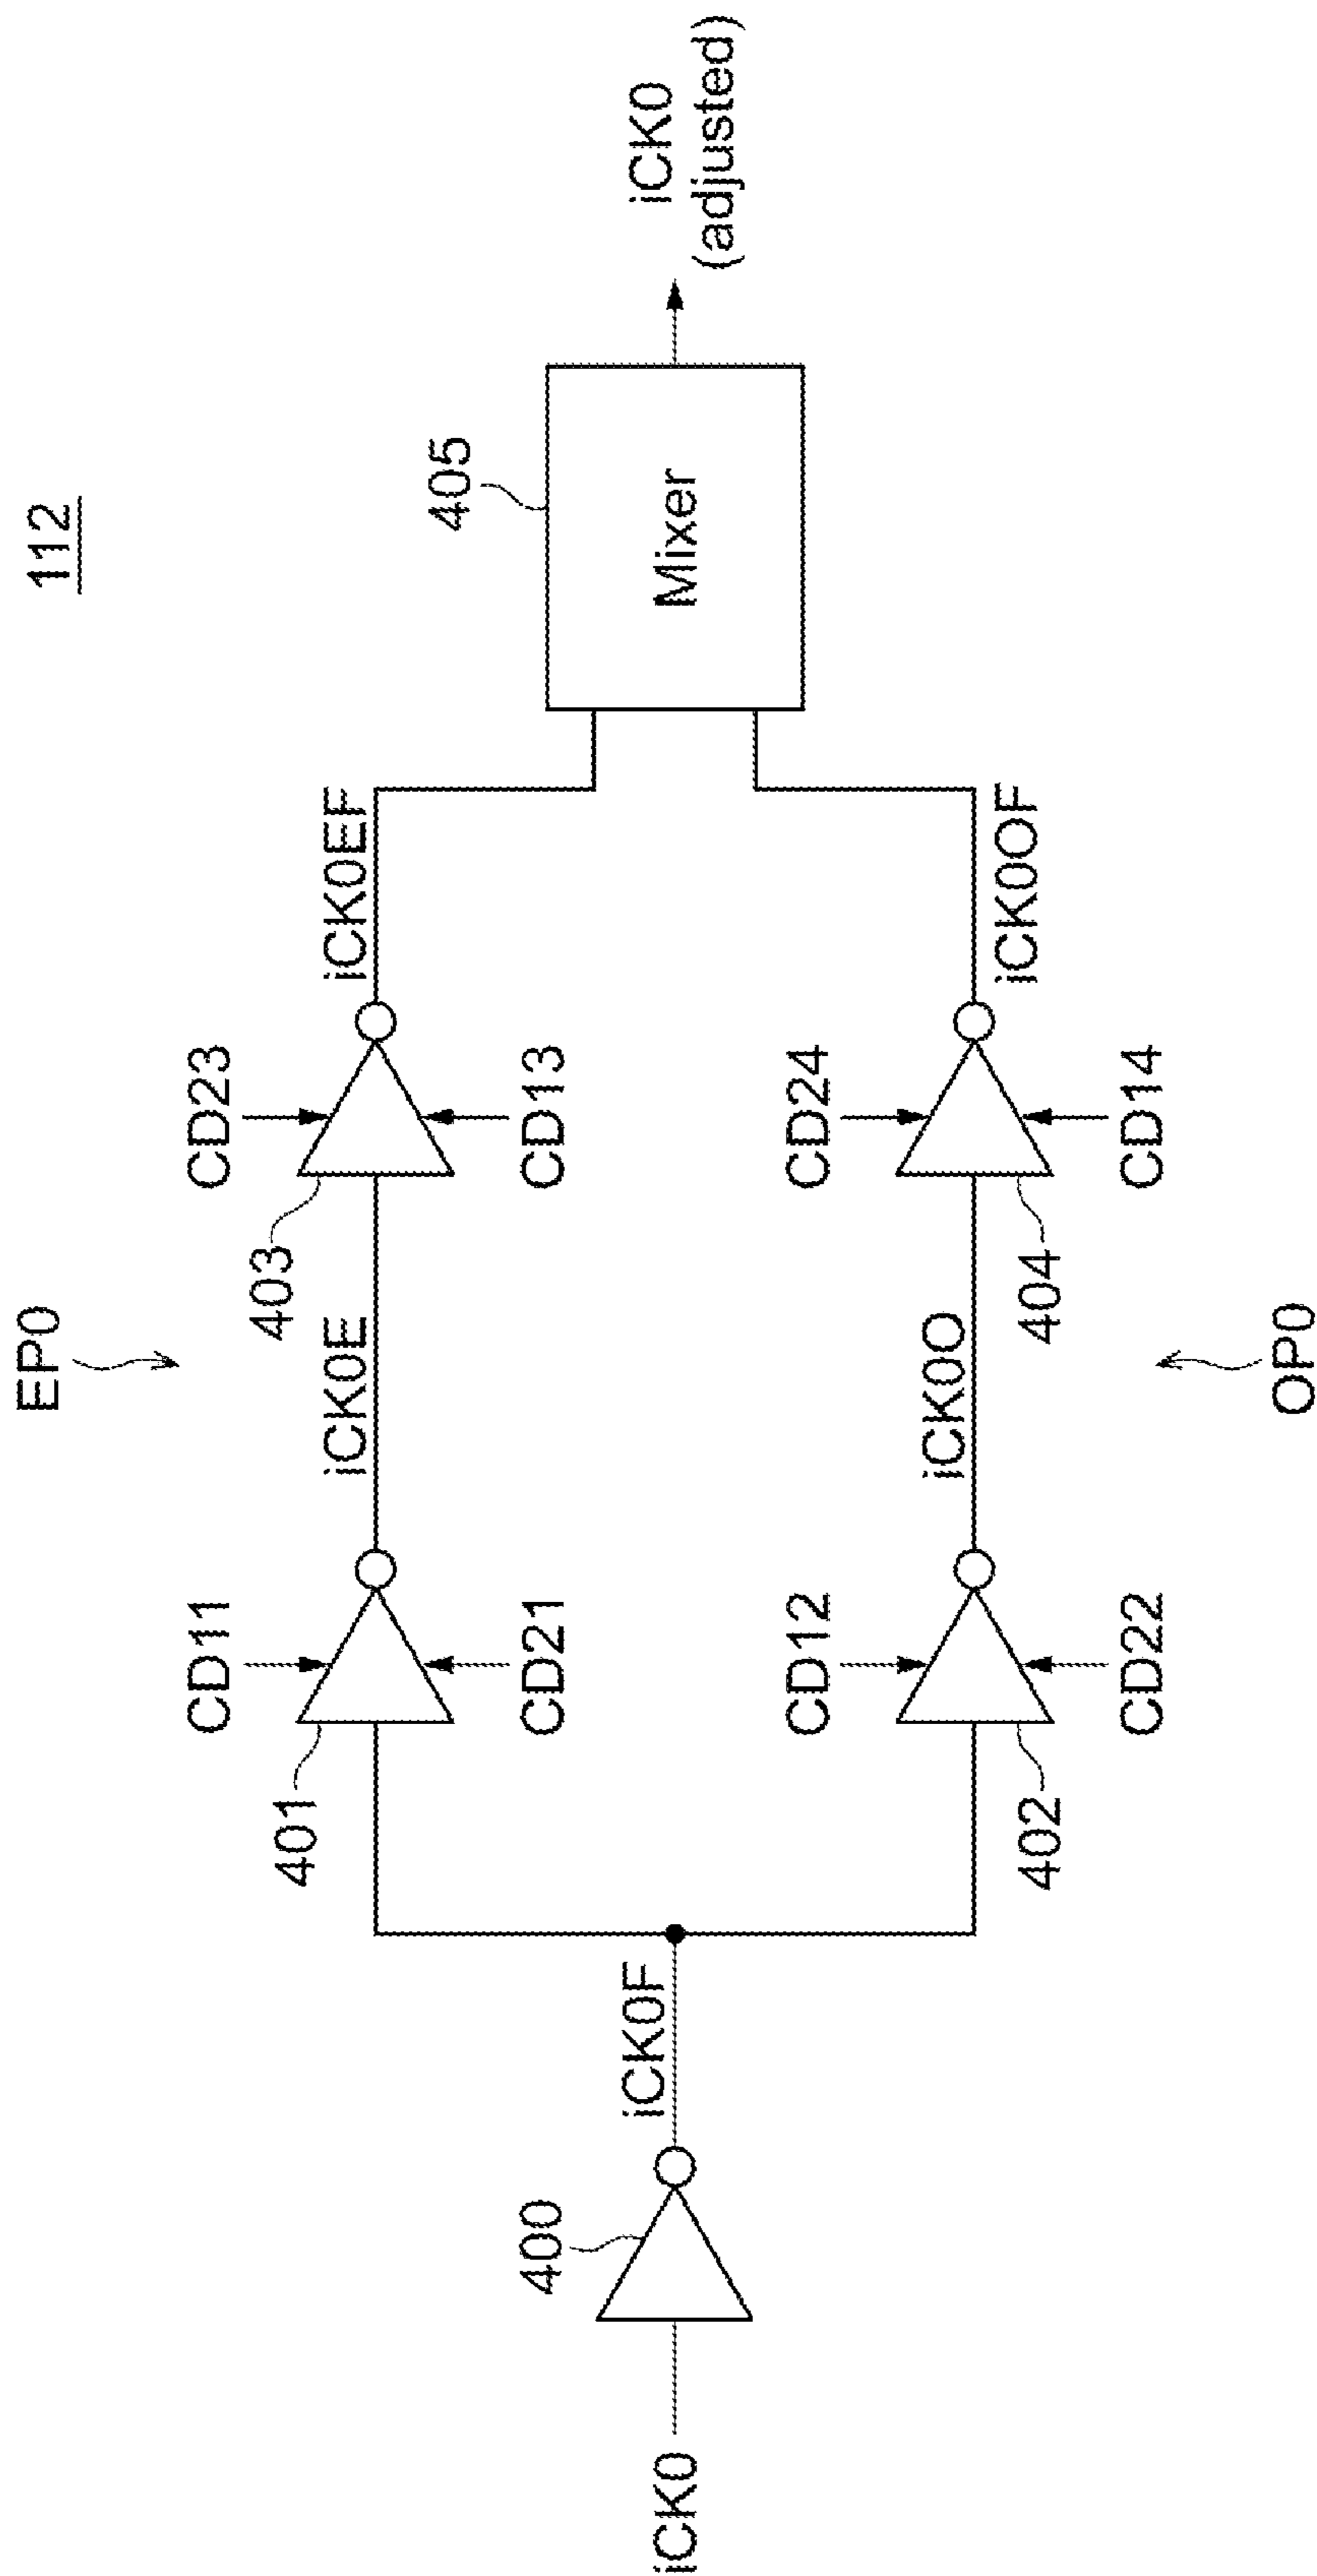 112
EP0
OP0
iCK0
400
iCK0F
401
CD11
CD21
iCK0E
403
CD23
CD13
iCK0EF
402
CD12
CD22
iCK0O
404
CD24
CD14
iCK0OF
405
Mixer
iCK0
(adjusted)